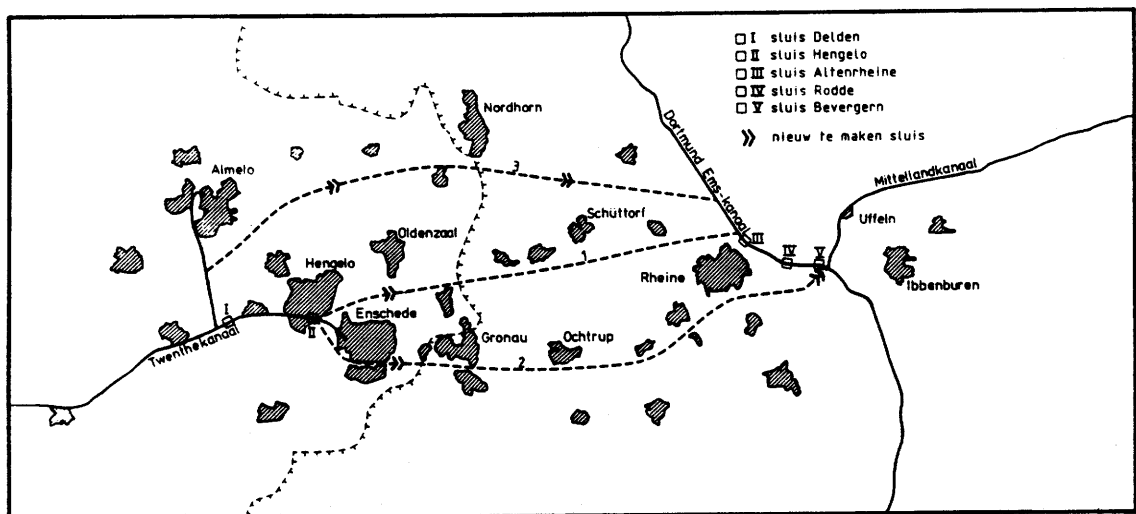 I sluis Delden
II sluis Hengelo
III sluis Altenrheine
IV sluis Rodde
V sluis Bevergern
nieuw te maken sluis
Nordhorn
Dortmund Ems-kanaal
Mittellandkanaal
Almelo
3
Schüttorf
Uffeln
Oldenzaal
III
IV
V
Hengelo
1
Rheine
Ibbenburen
I
II
Enschede
Twenthekanaal
Gronau
Ochtrup
2